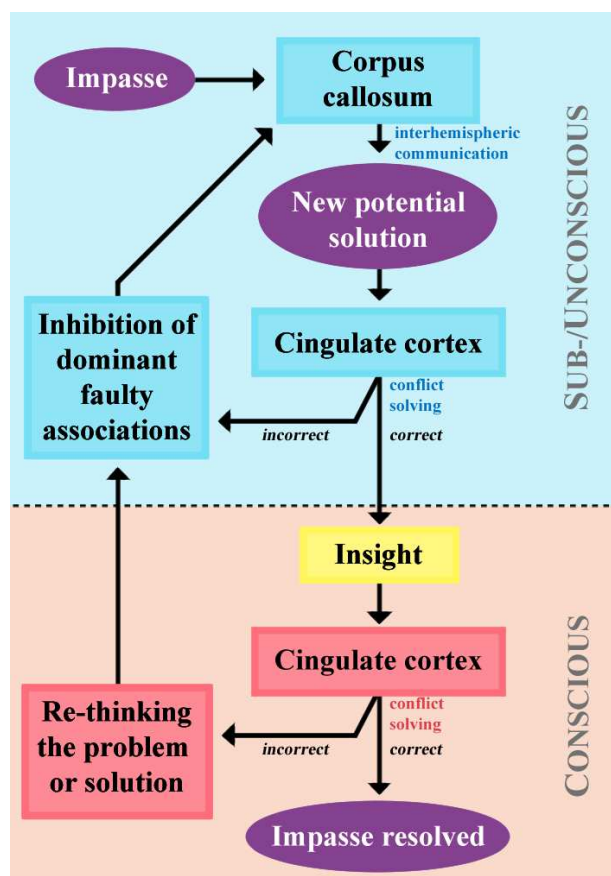 Impasse
Corpus
callosum
interhemispheric
communication
New potential
solution
Cingulate cortex
conflict
solving
incorrect
correct
Inhibition of
dominant
faulty
associations
SUB-/UNCONSCIOUS
Insight
Cingulate cortex
conflict
solving
incorrect
correct
Re-thinking
the problem
or solution
Impasse resolved
CONSCIOUS